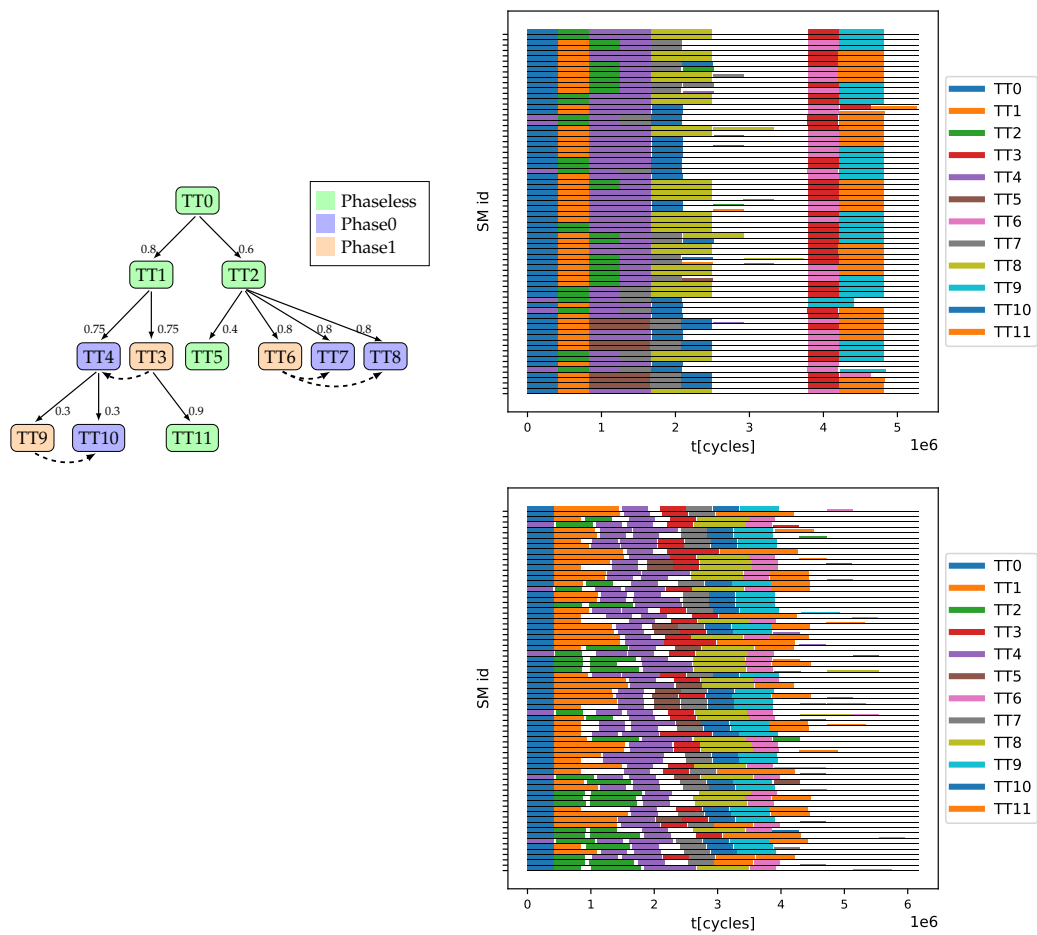 TT0
0.8
0.6
TT1
TT2
0.75
0.75
0.4
0.8
0.8
0.8
TT4
TT3
TT5
TT6
TT7
TT8
0.3
0.3
0.9
TT9
TT10
TT11
Phaseless
Phase0
Phase1
SM id
0
1
2
3
4
5
1e6
t[cycles]
TT0
TT1
TT2
TT3
TT4
TT5
TT6
TT7
TT8
TT9
TT10
TT11
SM id
0
1
2
3
4
5
6
1e6
t[cycles]
TT0
TT1
TT2
TT3
TT4
TT5
TT6
TT7
TT8
TT9
TT10
TT11